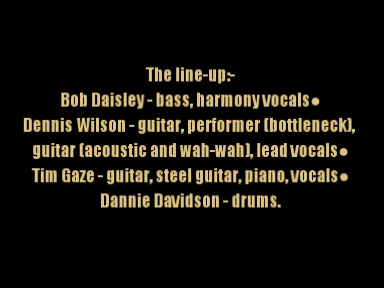 The line-up:-
Bob Daisley - bass, harmony vocals●
Dennis Wilson - guitar, performer (bottleneck),
guitar (acoustic and wah-wah), lead vocals●
Tim Gaze - guitar, steel guitar, piano, vocals●
Dannie Davidson - drums.